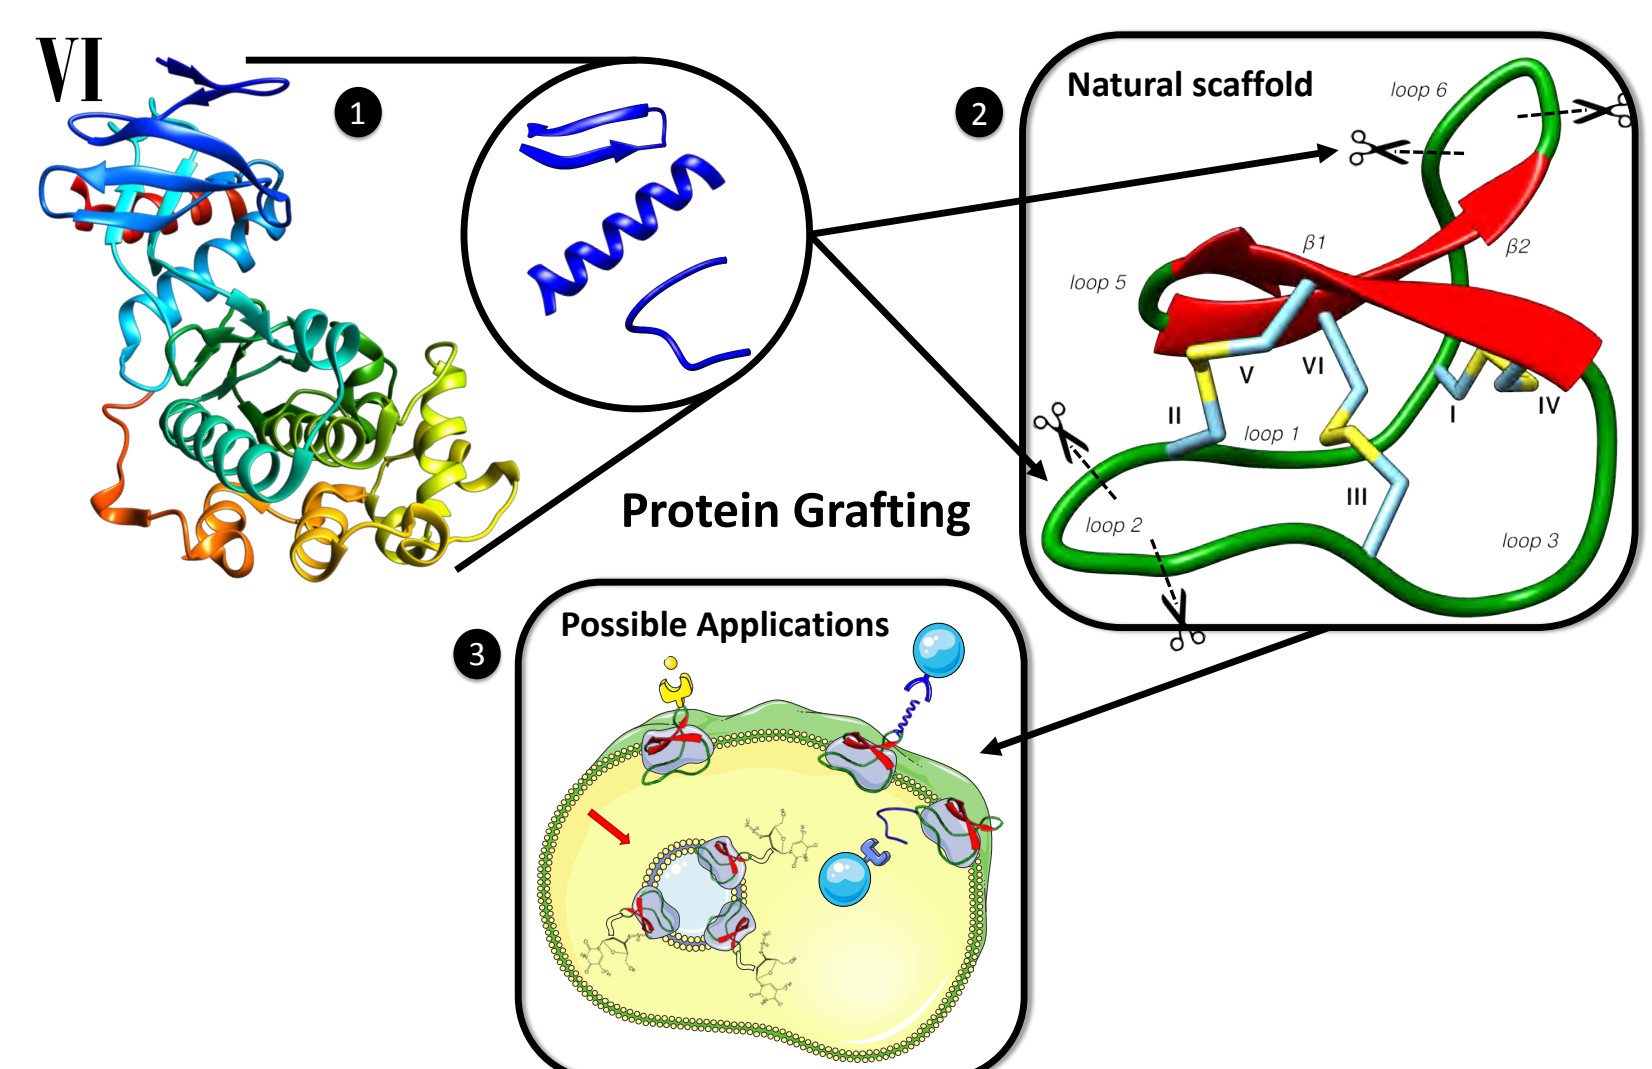 VI
1
2
Natural scaffold
loop 6
β1
β2
loop 5
V
VI
I
IV
II
loop 1
III
loop 2
loop 3
Protein Grafting
3
Possible Applications